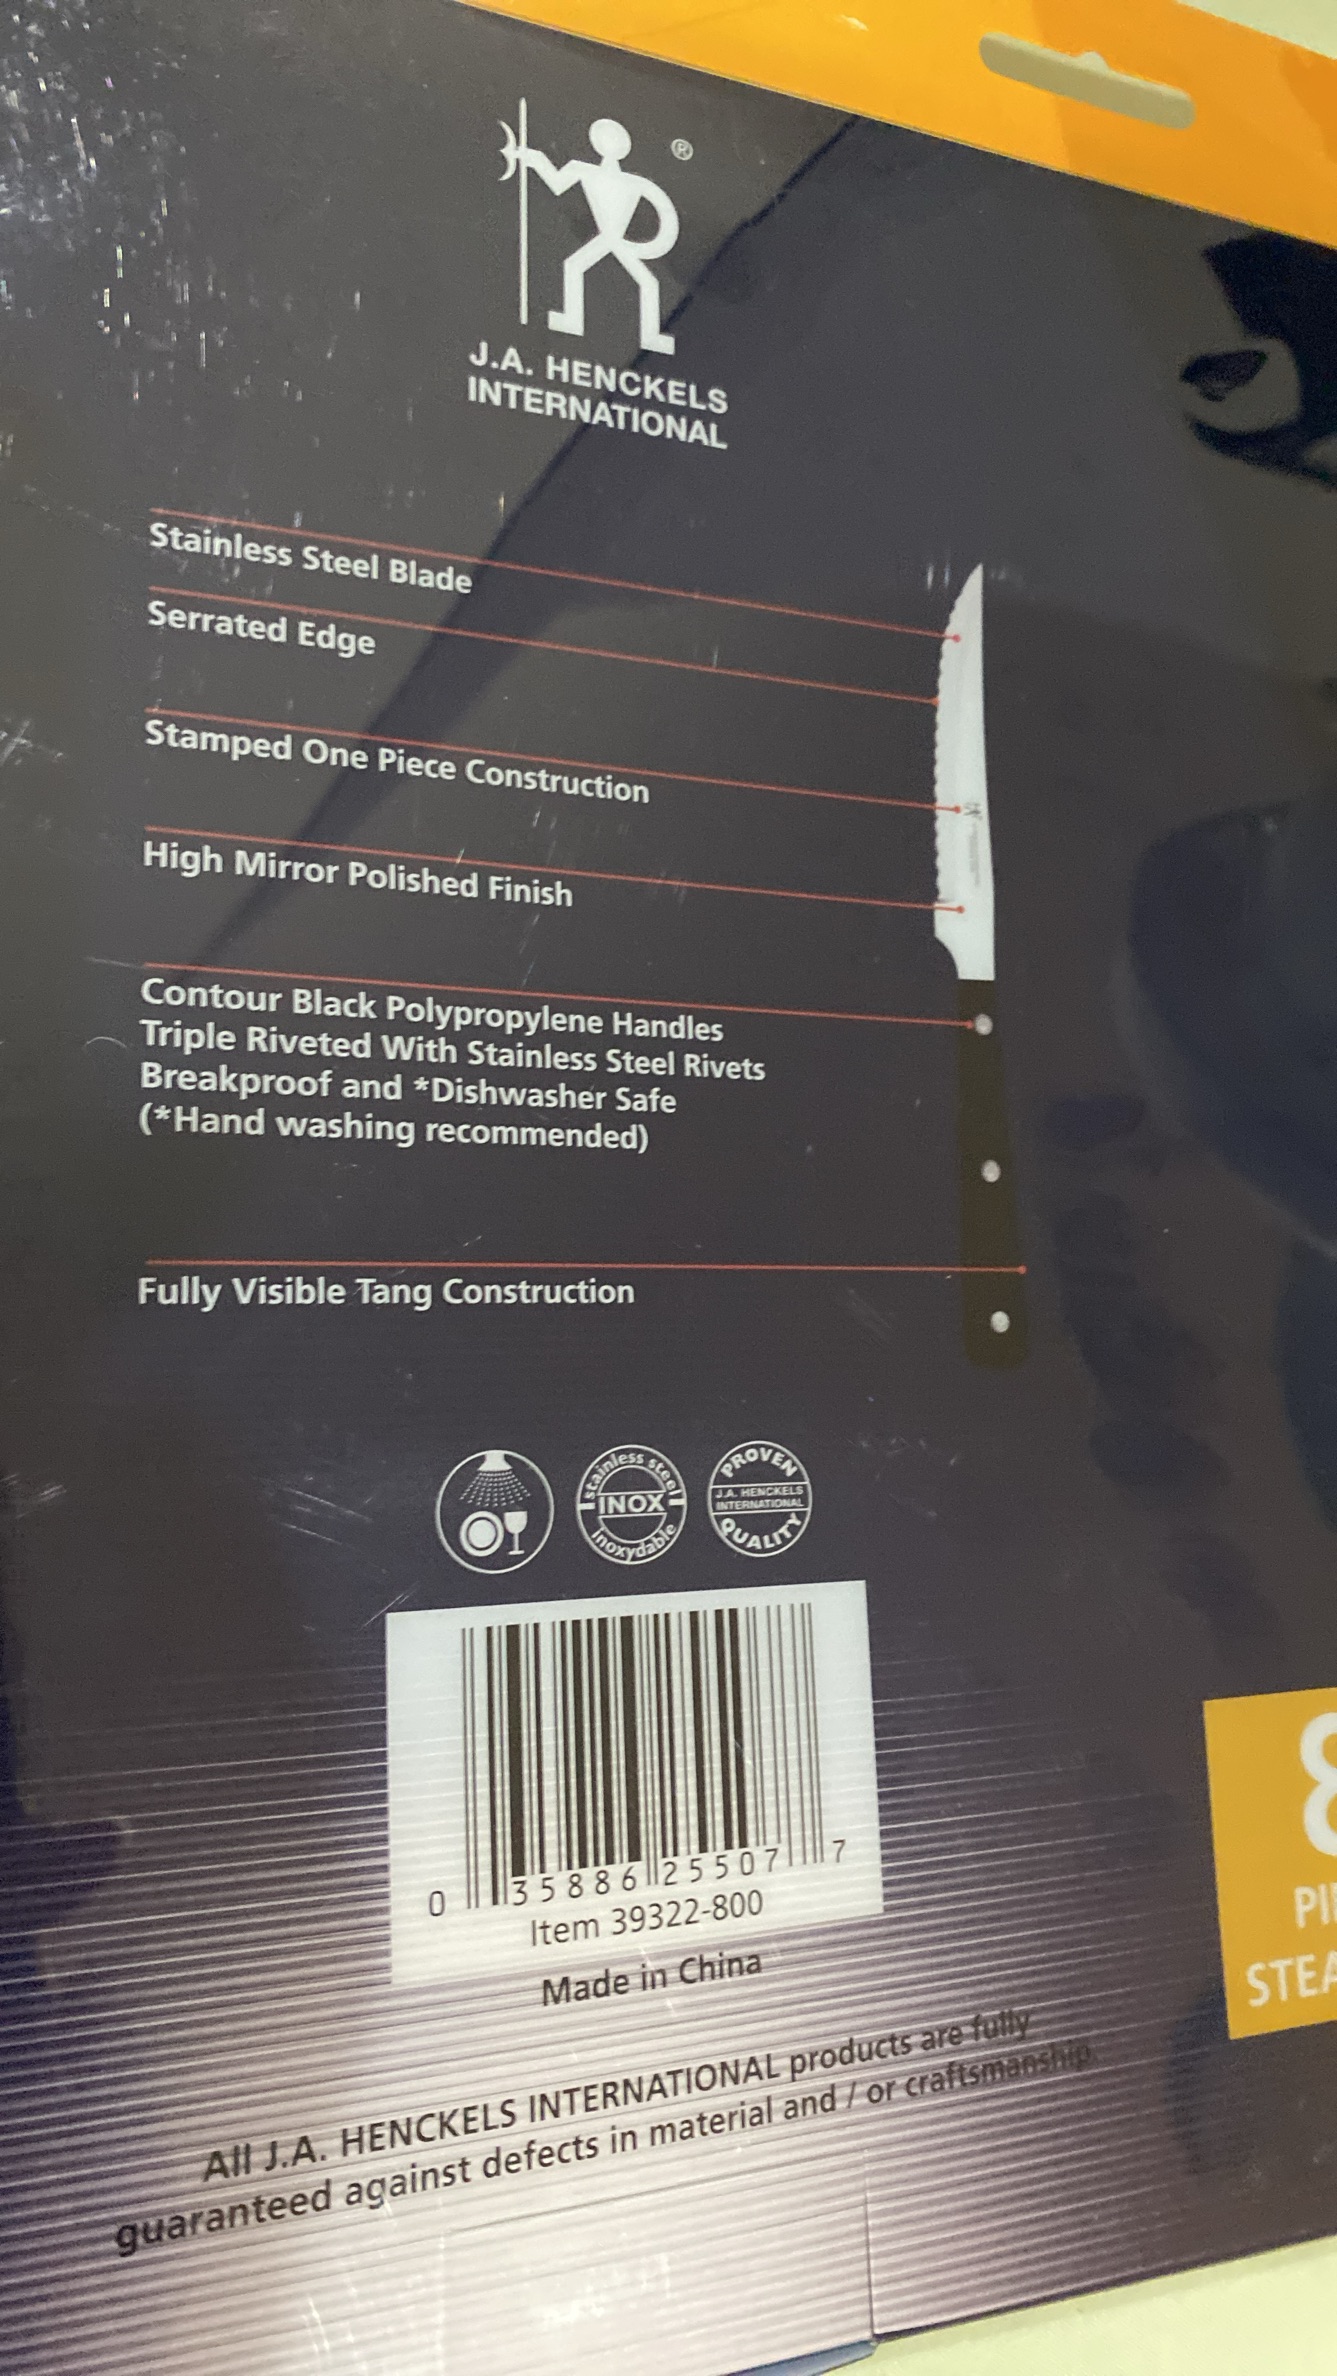 ®
J.A. HENCKELS
INTERNATIONAL
Stainless Steel Blade
Serrated Edge
Stamped One Piece Construction
High Mirror Polished Finish
Contour Black Polypropylene Handles
Triple Riveted With Stainless Steel Rivets
Breakproof and *Dishwasher Safe
(*Hand washing recommended)
Fully Visible Tang Construction
stainless steel
INOX
inoxydable
PROVEN
J.A. HENCKELS
INTERNATIONAL
QUALITY
0 35886 25507 7
Item 39322-800
Made in China
8
All J.A. HENCKELS INTERNATIONAL products are fully
guaranteed against defects in material and / or craftsmanship.